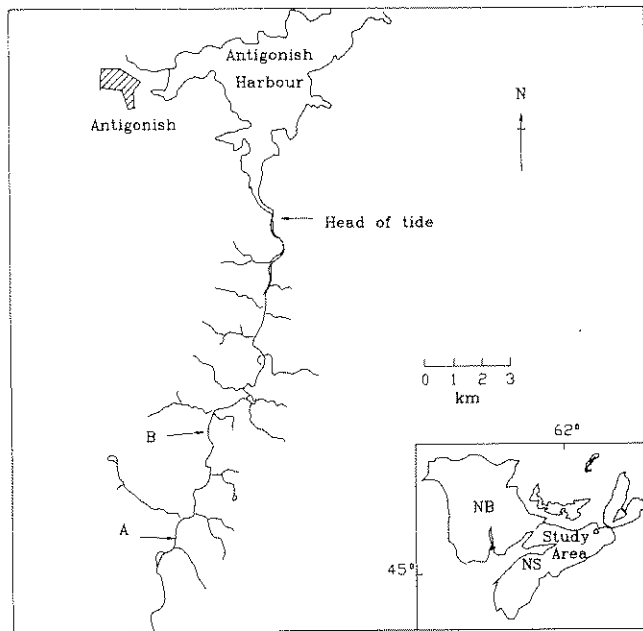 Antigonish
Harbour
Antigonish
N
Head of tide
0 1 2 3
km
B
A
62°
NB
Study
Area
NS
45°